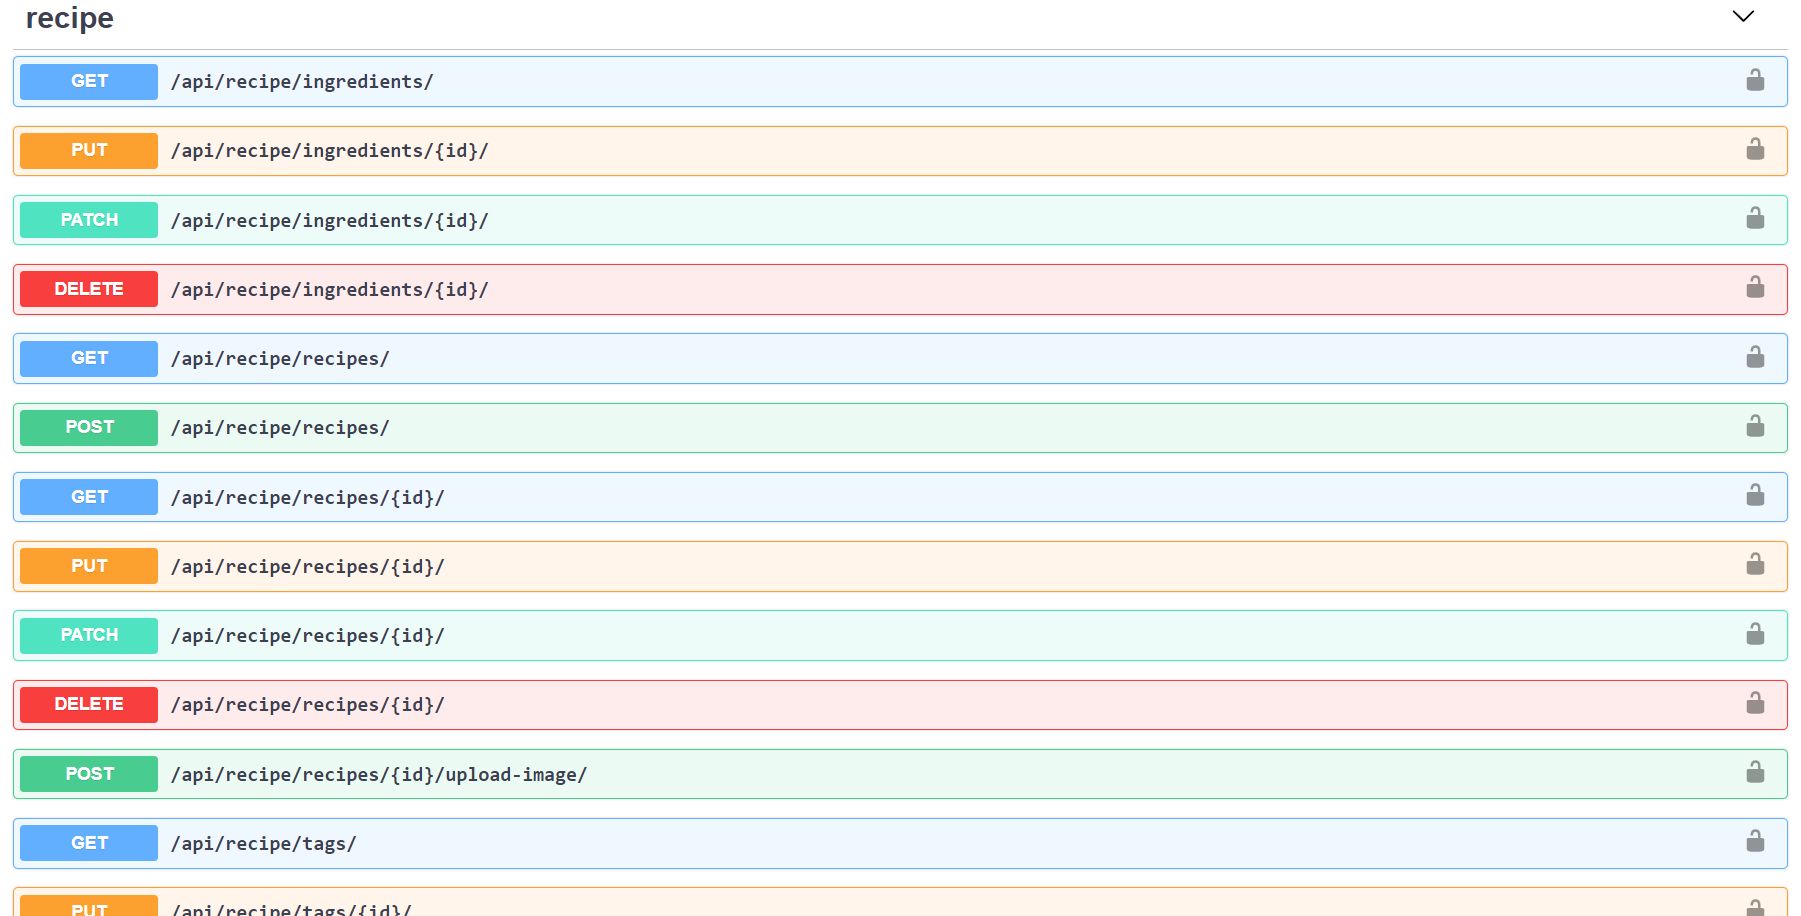 recipe
GET /api/recipe/ingredients/
PUT /api/recipe/ingredients/{id}/
PATCH /api/recipe/ingredients/{id}/
DELETE /api/recipe/ingredients/{id}/
GET /api/recipe/recipes/
POST /api/recipe/recipes/
GET /api/recipe/recipes/{id}/
PUT /api/recipe/recipes/{id}/
PATCH /api/recipe/recipes/{id}/
DELETE /api/recipe/recipes/{id}/
POST /api/recipe/recipes/{id}/upload-image/
GET /api/recipe/tags/
PUT /api/recipe/tags/{id}/